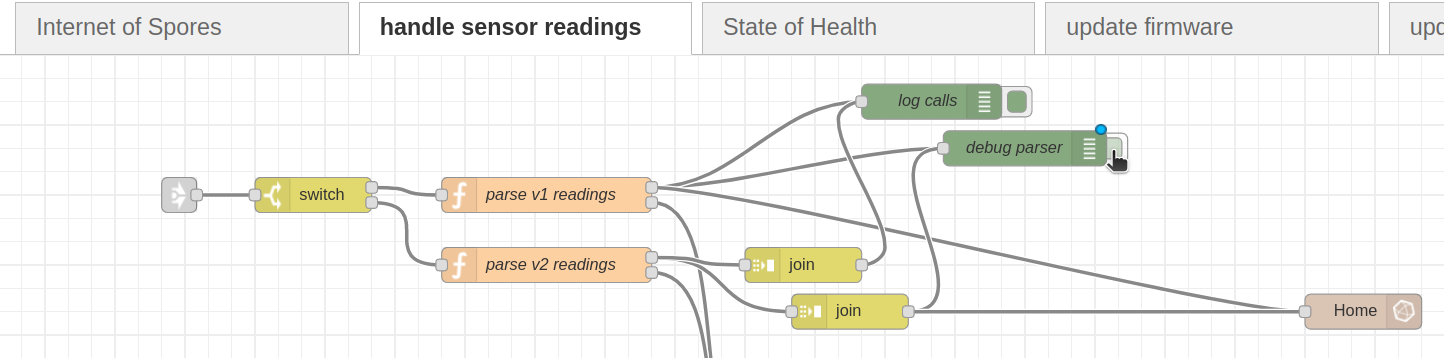 Internet of Spores
handle sensor readings
State of Health
update firmware
upd
log calls
debug parser
switch
parse v1 readings
parse v2 readings
join
join
Home